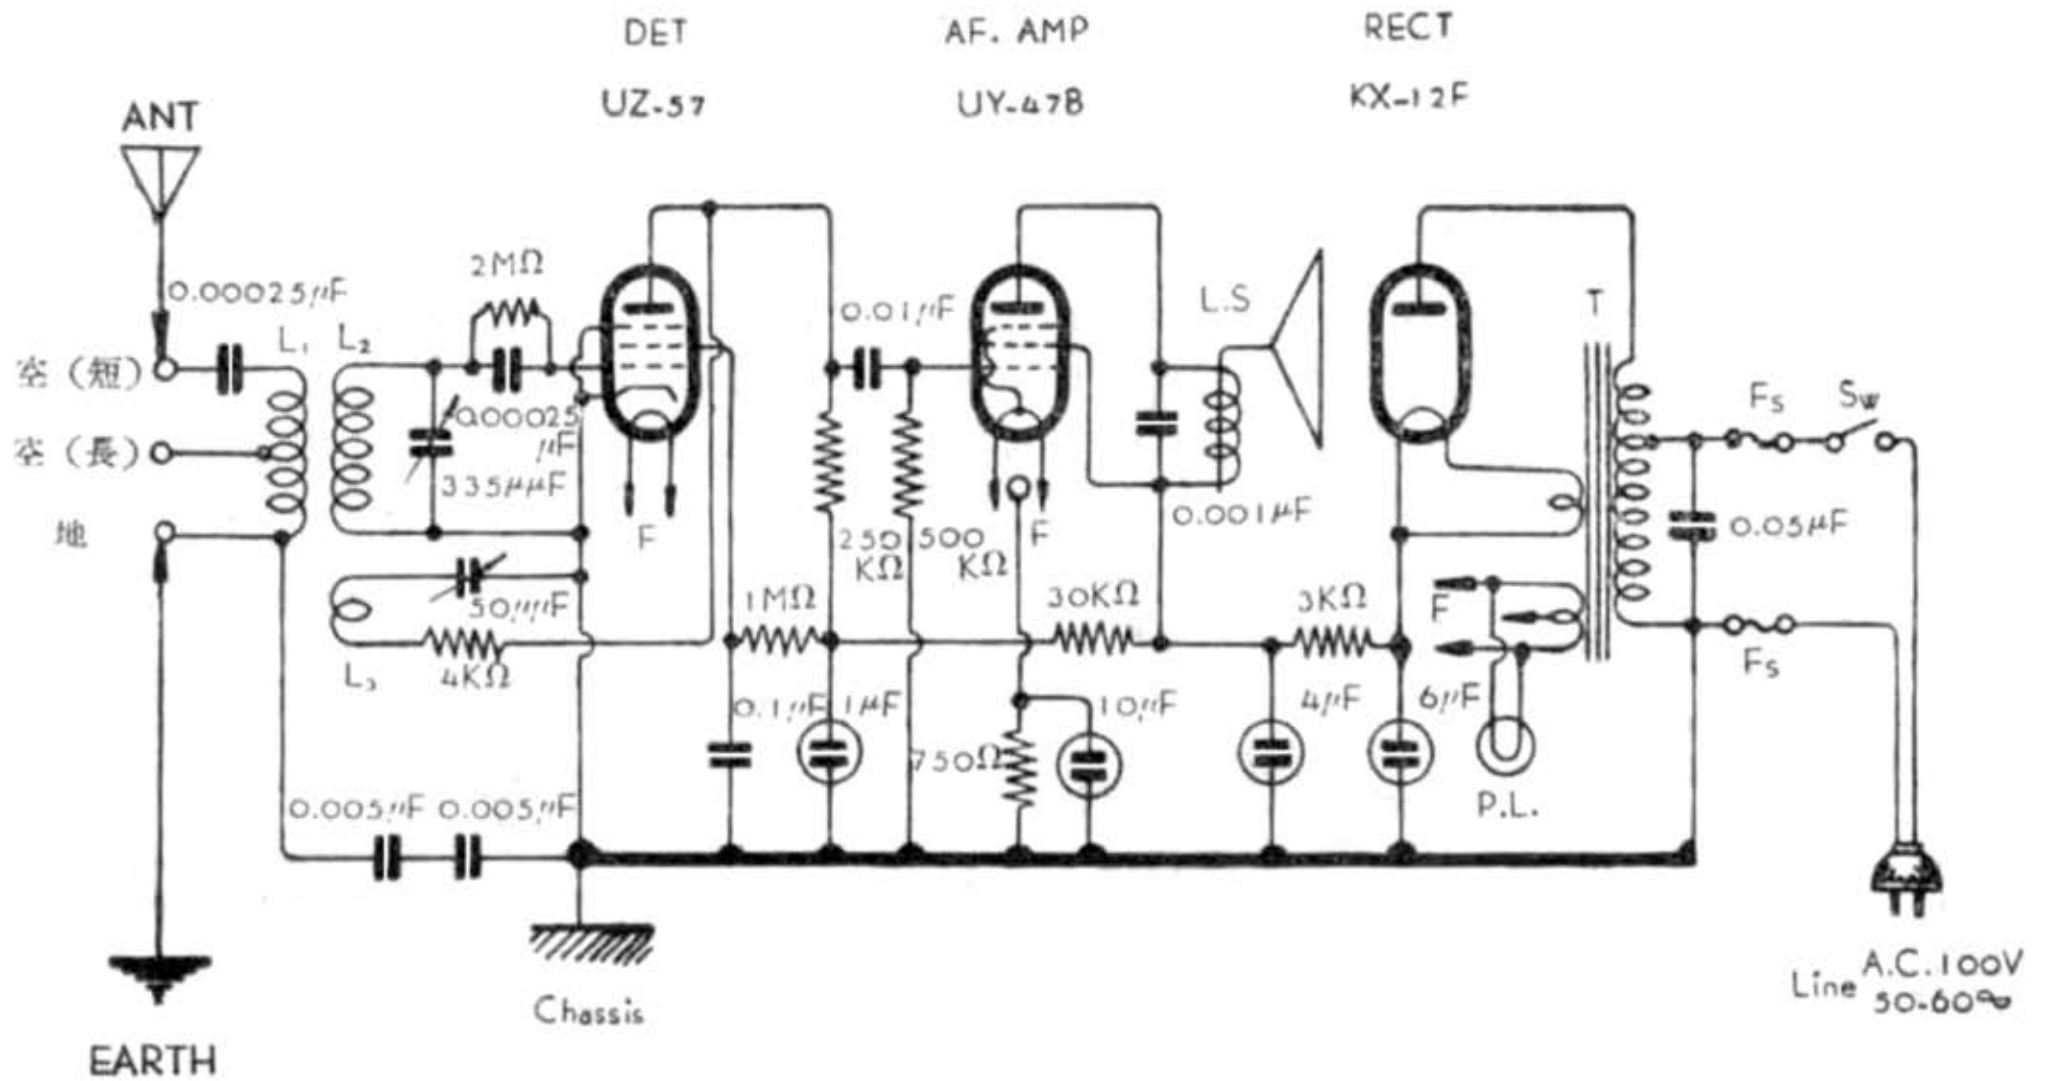 DET
AF. AMP
RECT
UZ-57
UY-47B
KX-12F
ANT
0.00025μF
2MΩ
L₁
L₂
空（短）
空（長）
地
0.00025
μF
335μμF
F
50μμF
L₃
4KΩ
0.005μF
0.005μF
Chassis
EARTH
0.01μF
250
KΩ
500
KΩ
F
1MΩ
0.1μF
1μF
750Ω
10μF
30KΩ
L.S
0.001μF
3KΩ
4μF
6μF
F
P.L.
T
Fs
Sw
0.05μF
Fs
Line A.C.100V
50-60~